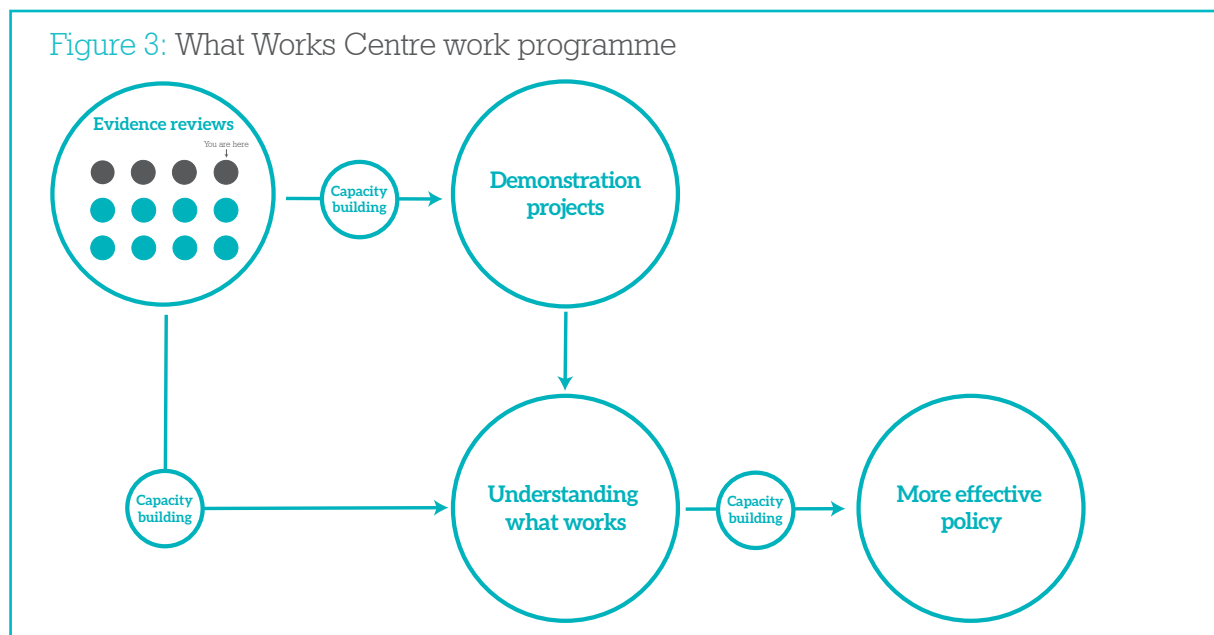 Figure 3: What Works Centre work programme
Evidence reviews
You are here
Capacity
building
Demonstration
projects
Capacity
building
Understanding
what works
Capacity
building
More effective
policy